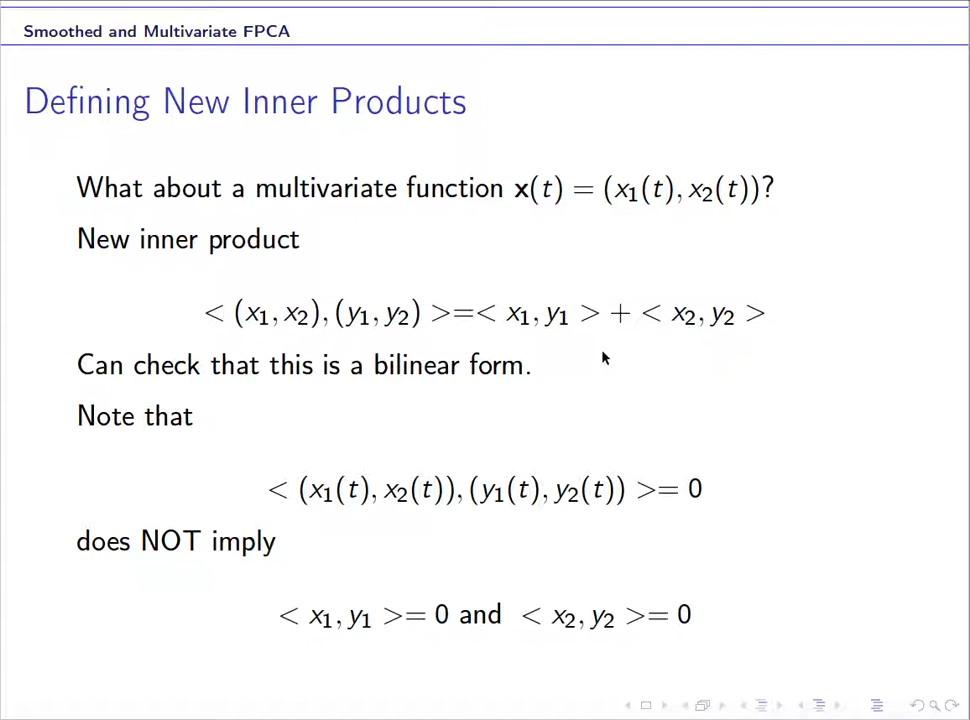 Smoothed and Multivariate FPCA
Defining New Inner Products
What about a multivariate function x(t) = (x₁(t), x₂(t))?
New inner product
< (x₁, x₂), (y₁, y₂) >=< x₁, y₁ > + < x₂, y₂ >
Can check that this is a bilinear form.
Note that
< (x₁(t), x₂(t)), (y₁(t), y₂(t)) >= 0
does NOT imply
< x₁, y₁ >= 0 and < x₂, y₂ >= 0